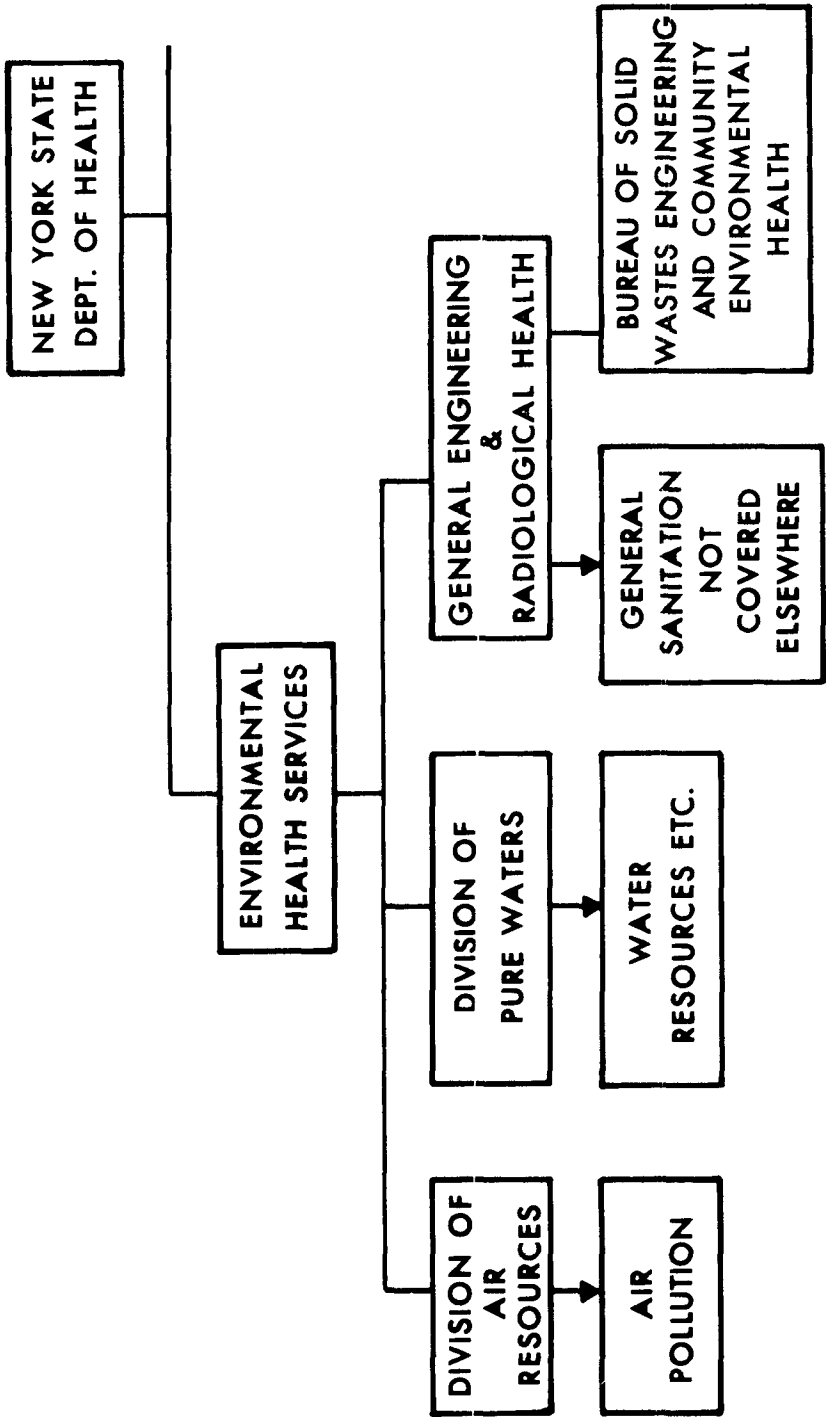 NEW YORK STATE
DEPT. OF HEALTH
ENVIRONMENTAL
HEALTH SERVICES
DIVISION OF
AIR
RESOURCES
DIVISION OF
PURE WATERS
GENERAL ENGINEERING
&
RADIOLOGICAL HEALTH
AIR
POLLUTION
WATER
RESOURCES ETC.
GENERAL
SANITATION
NOT
COVERED
ELSEWHERE
BUREAU OF SOLID
WASTES ENGINEERING
AND COMMUNITY
ENVIRONMENTAL
HEALTH